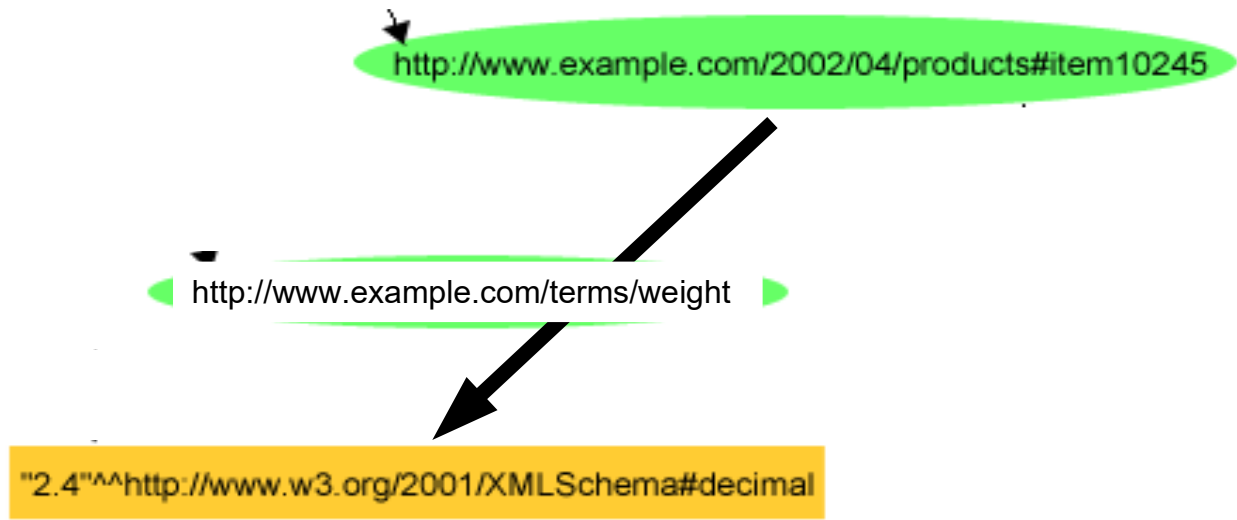 http://www.example.com/2002/04/products#item10245
http://www.example.com/terms/weight
"2.4"^^http://www.w3.org/2001/XMLSchema#decimal